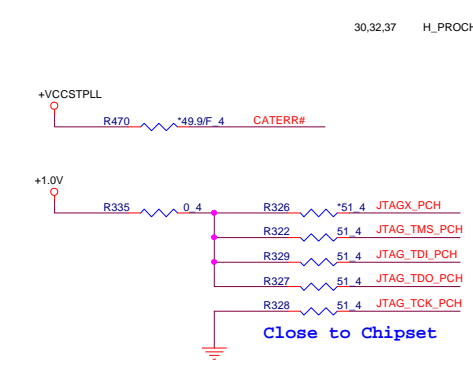 30,32,37 H_PROCH
+VCCSTPLL
R470 *49.9/F_4 CATERR#
+1.0V
R335 0_4 R326 *51_4 JTAGX_PCH
R322 51_4 JTAG_TMS_PCH
R329 51_4 JTAG_TDI_PCH
R327 51_4 JTAG_TDO_PCH
R328 51_4 JTAG_TCK_PCH
Close to Chipset